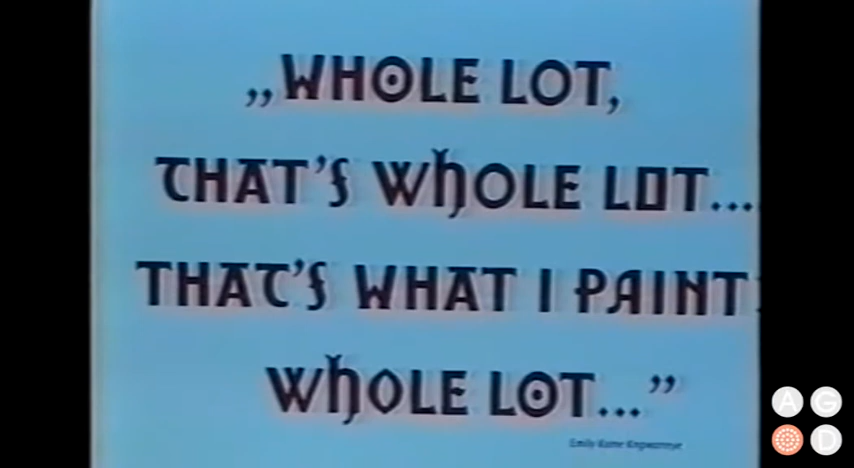 „WHOLE LOT,
THAT'S WHOLE LOT...
THAT'S WHAT I PAINT:
WHOLE LOT..."
Emily Kame Kngwarreye
A G
D